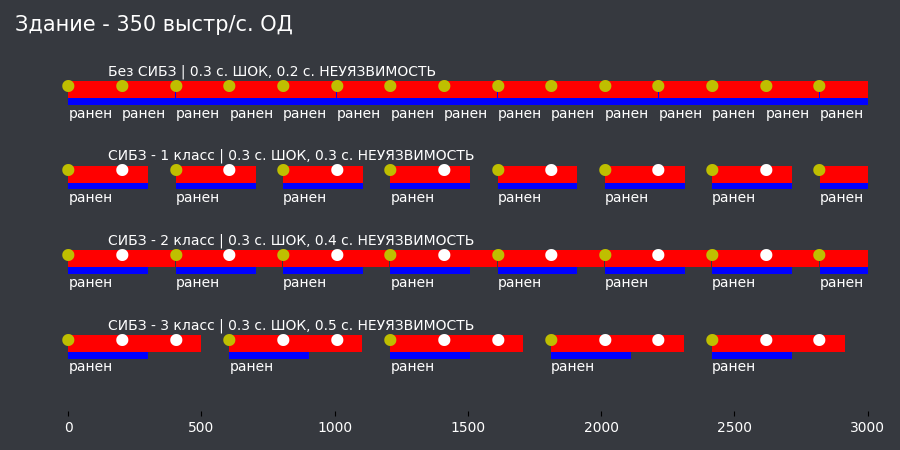 Здание - 350 выстр/с. ОД
Без СИБЗ | 0.3 с. ШОК, 0.2 с. НЕУЯЗВИМОСТЬ
ранен ранен ранен ранен ранен ранен ранен ранен ранен ранен ранен ранен ранен ранен ранен
СИБЗ - 1 класс | 0.3 с. ШОК, 0.3 с. НЕУЯЗВИМОСТЬ
ранен ранен ранен ранен ранен ранен ранен ранен
СИБЗ - 2 класс | 0.3 с. ШОК, 0.4 с. НЕУЯЗВИМОСТЬ
ранен ранен ранен ранен ранен ранен ранен ранен
СИБЗ - 3 класс | 0.3 с. ШОК, 0.5 с. НЕУЯЗВИМОСТЬ
ранен ранен ранен ранен ранен
0 500 1000 1500 2000 2500 3000